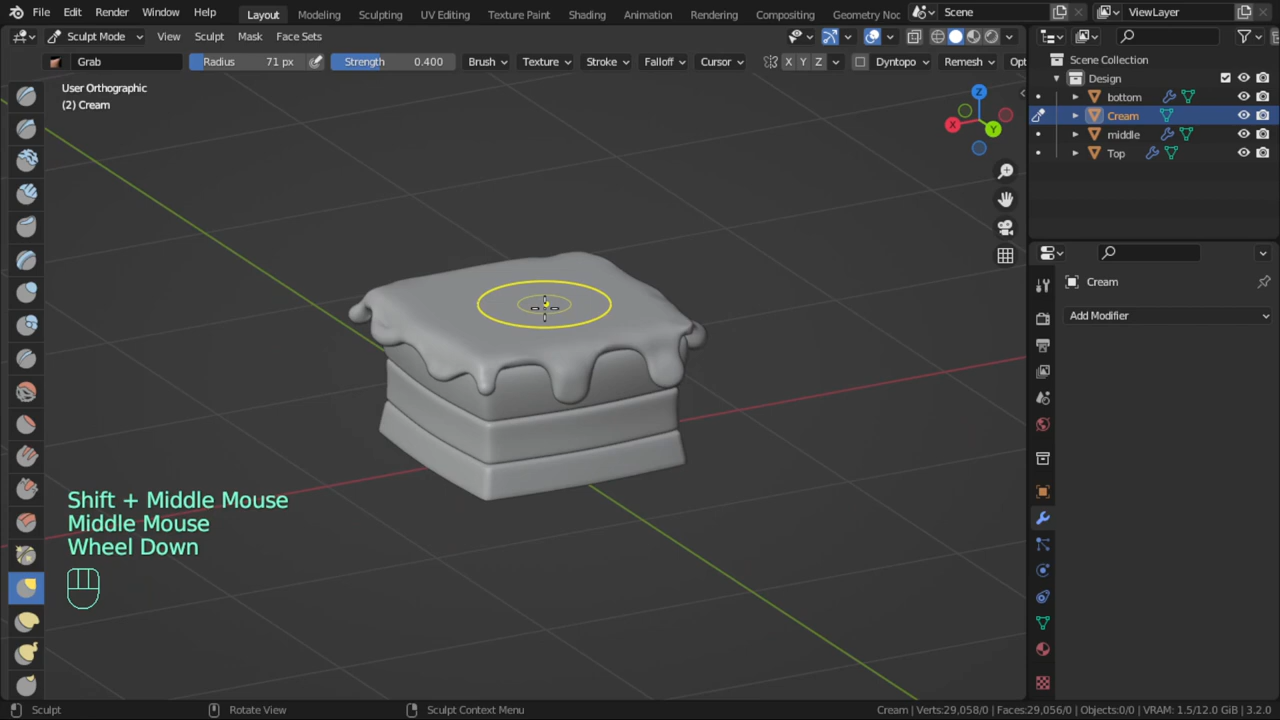 File Edit Render Window Help Layout Modeling Sculpting UV Editing Texture Paint Shading Animation Rendering Compositing Geometry Noc Scene ViewLayer
Sculpt Mode View Sculpt Mask Face Sets
Grab Radius 71 px Strength 0.400 Brush Texture Stroke Falloff Cursor X Y Z Dyntopo Remesh Opt
User Orthographic
(2) Cream
Z
X
Y
Scene Collection
Design
bottom
Cream
middle
Top
Cream
Add Modifier
Shift + Middle Mouse
Middle Mouse
Wheel Down
Sculpt Rotate View Sculpt Context Menu Cream | Verts:29,058/0 | Faces:29,056/0 | Objects:0/0 | VRAM: 1.5/12.0 GiB | 3.2.0